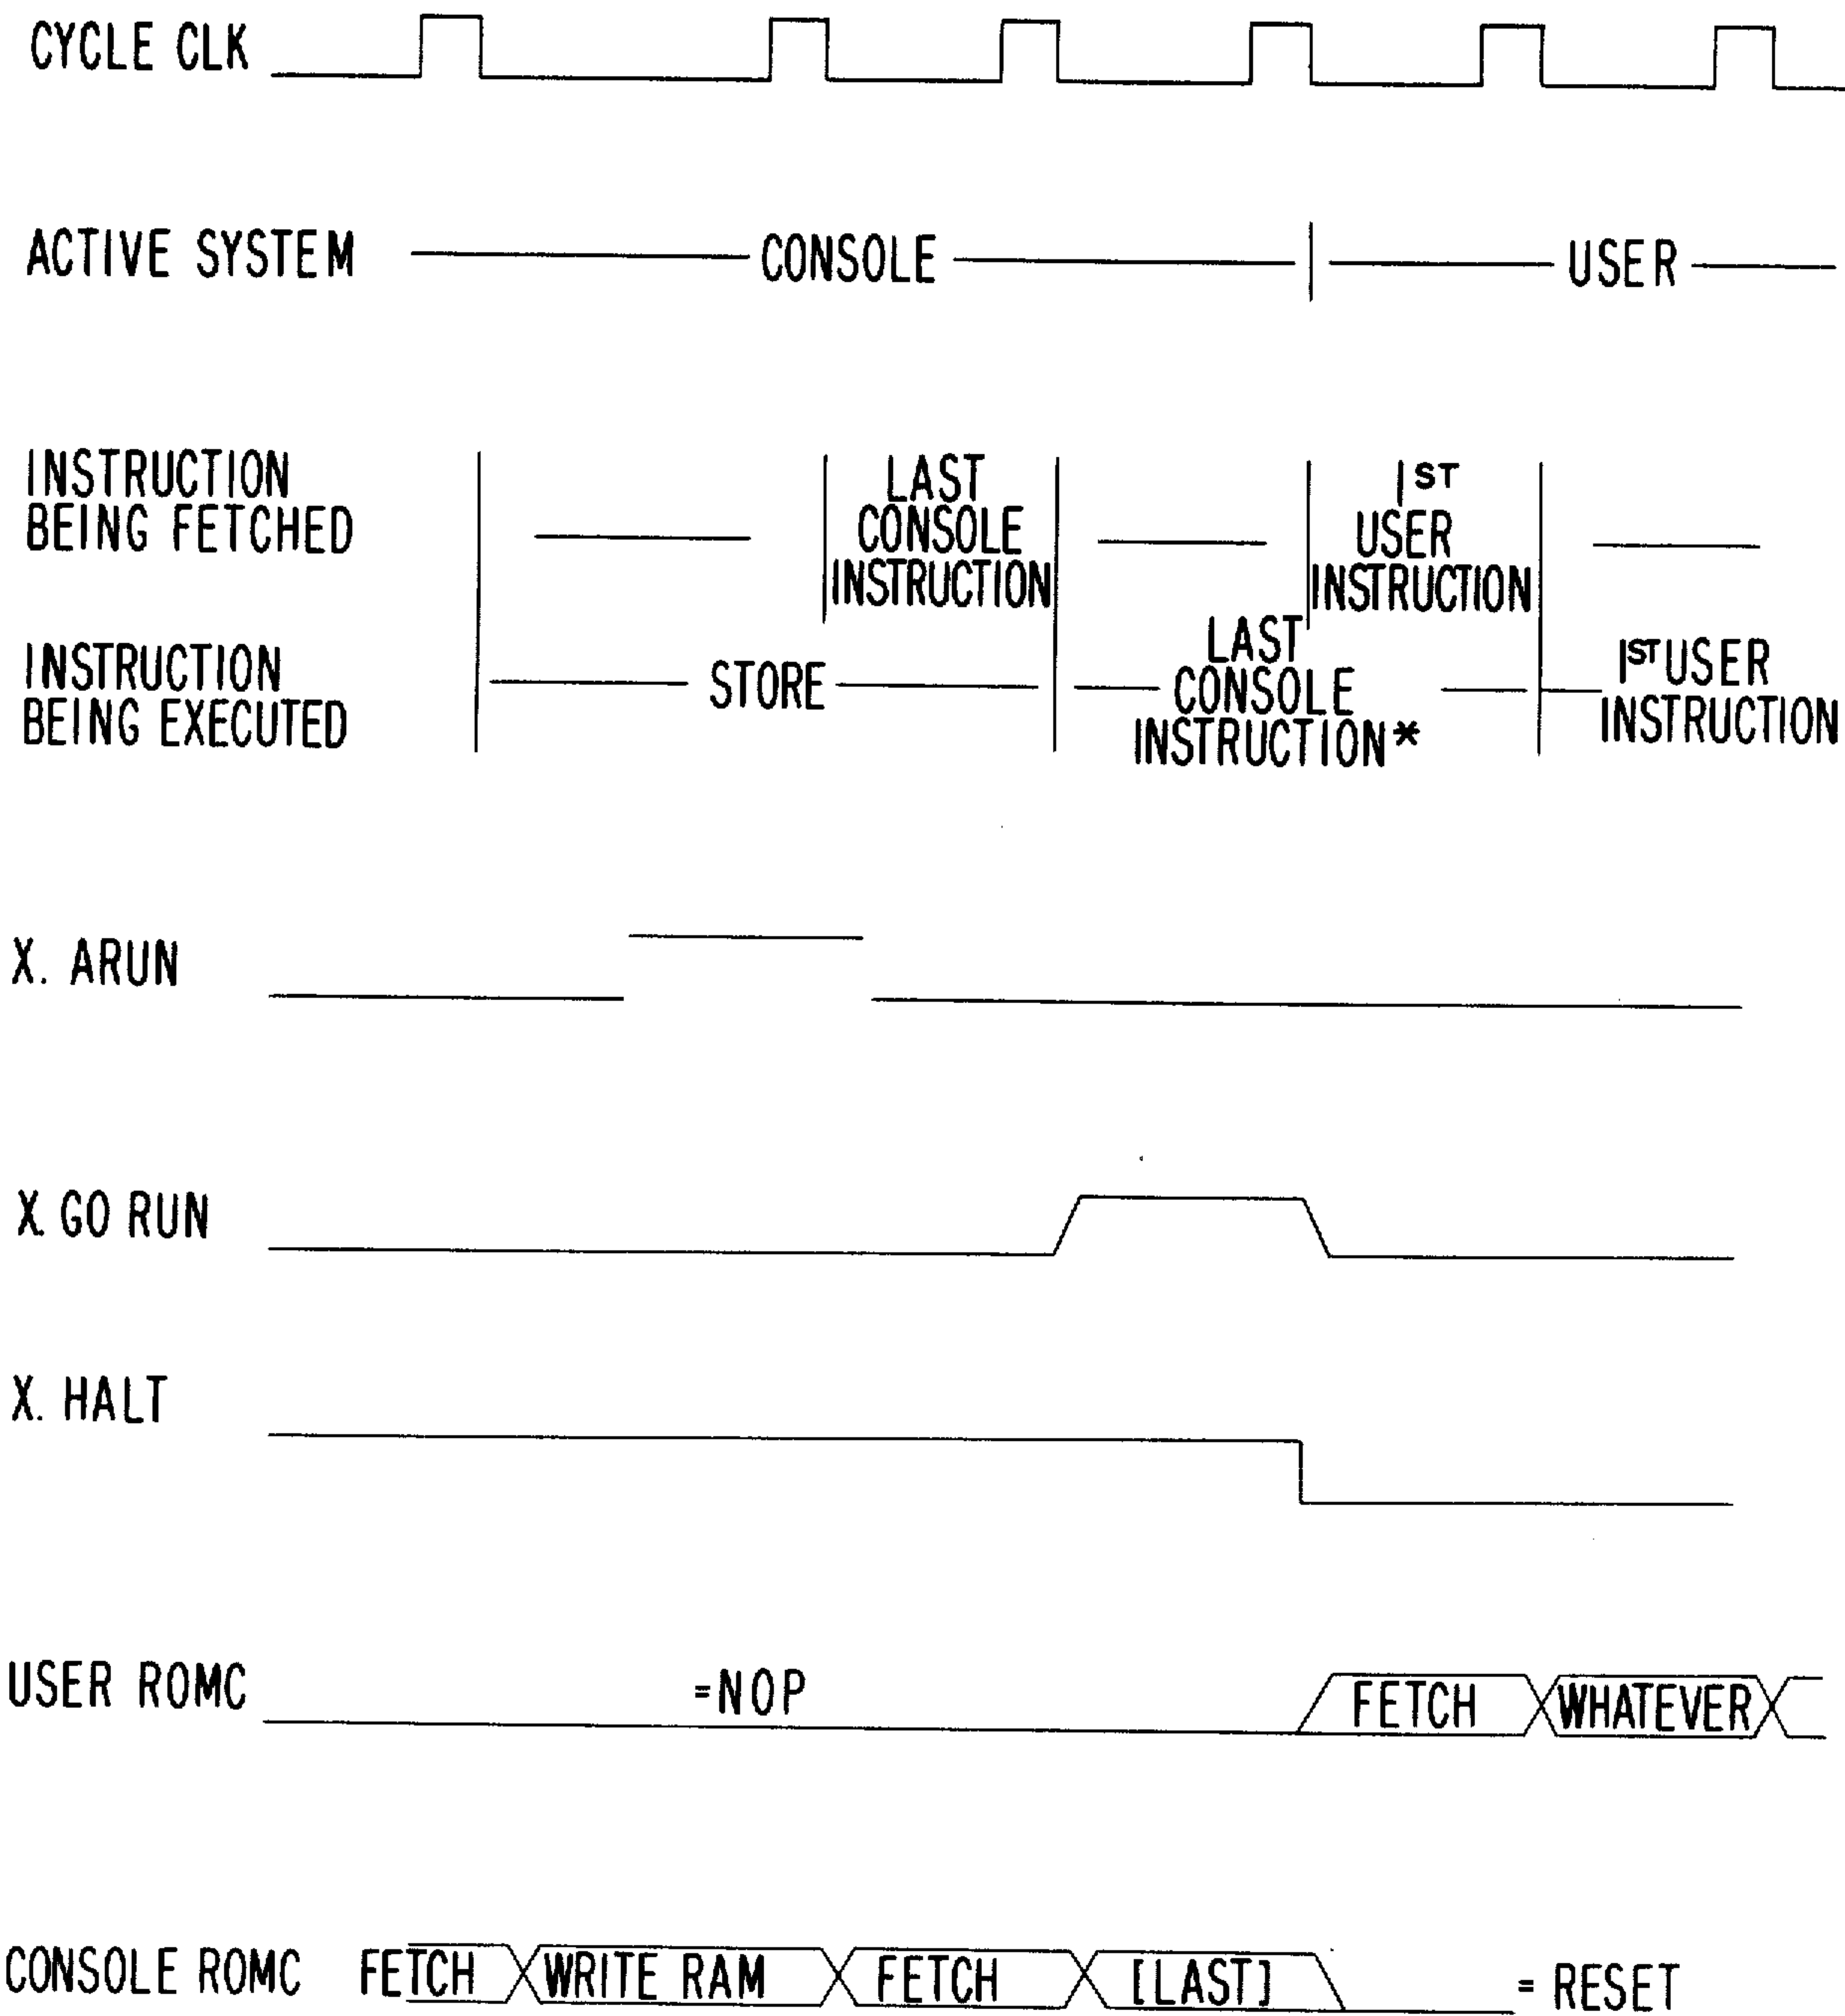 CYCLE CLK
ACTIVE SYSTEM CONSOLE USER
INSTRUCTION
BEING FETCHED
LAST
CONSOLE
INSTRUCTION
1ST
USER
INSTRUCTION
INSTRUCTION
BEING EXECUTED
STORE
LAST
CONSOLE
INSTRUCTION*
1ST USER
INSTRUCTION
X. ARUN
X. GO RUN
X. HALT
USER ROMC =NOP FETCH WHATEVER
CONSOLE ROMC FETCH WRITE RAM FETCH [LAST] = RESET